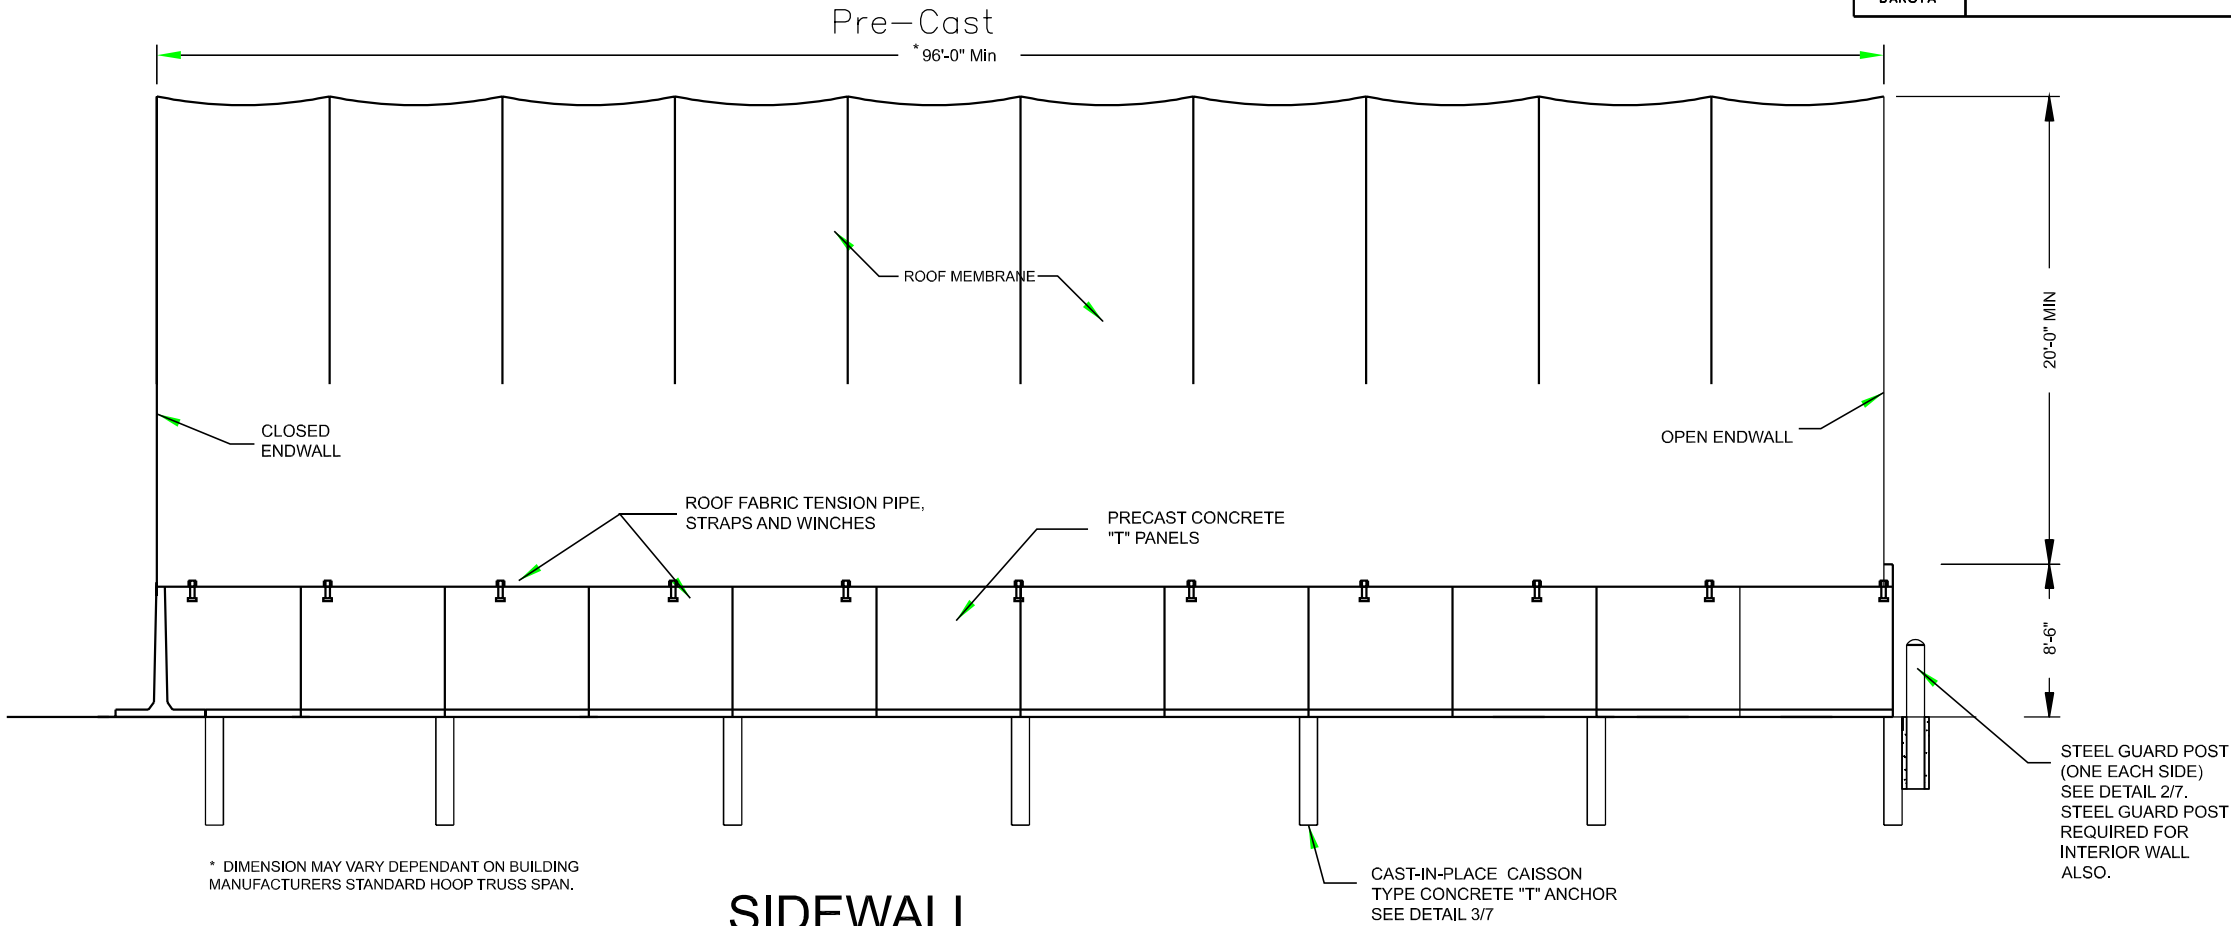 DAKOTA
Pre-Cast
* 96'-0" Min
ROOF MEMBRANE
20'-0" MIN
CLOSED
ENDWALL
OPEN ENDWALL
ROOF FABRIC TENSION PIPE,
STRAPS AND WINCHES
PRECAST CONCRETE
"T" PANELS
8'-6"
STEEL GUARD POST
(ONE EACH SIDE)
SEE DETAIL 2/7.
STEEL GUARD POST
REQUIRED FOR
INTERIOR WALL
ALSO.
* DIMENSION MAY VARY DEPENDANT ON BUILDING
MANUFACTURERS STANDARD HOOP TRUSS SPAN.
CAST-IN-PLACE CAISSON
TYPE CONCRETE "T" ANCHOR
SEE DETAIL 3/7
SIDEWALL